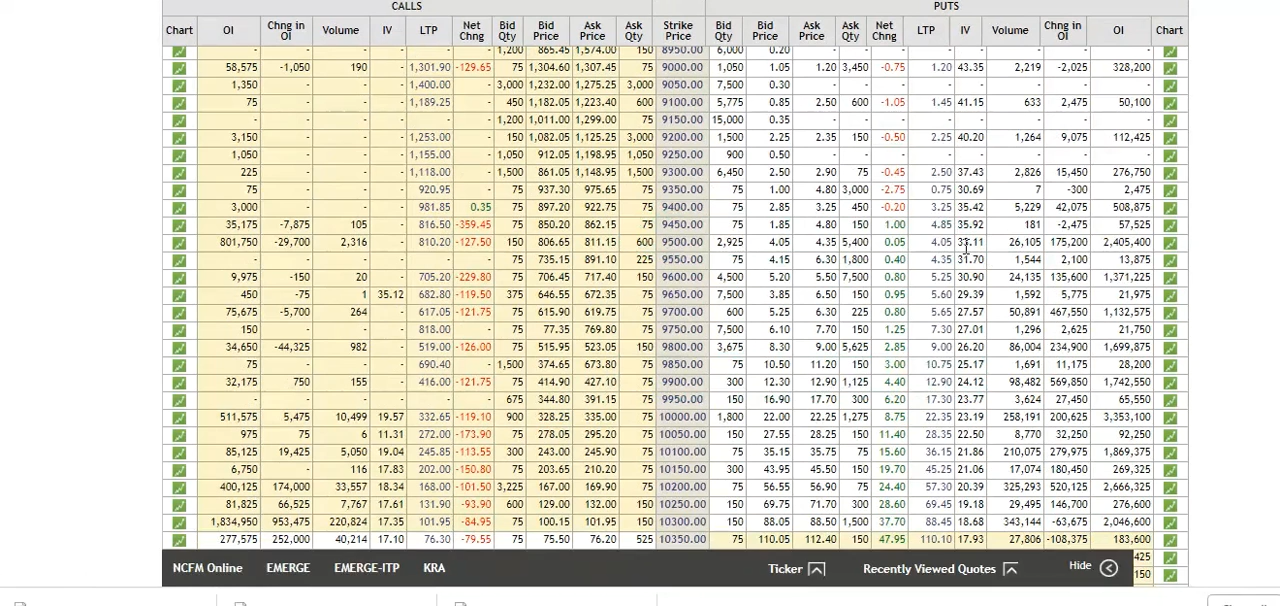 CALLS PUTS
Chart OI Chng in OI Volume IV LTP Net Chng Bid Qty Bid Price Ask Price Ask Qty Strike Price Bid Qty Bid Price Ask Price Ask Qty Net Chng LTP IV Volume Chng in OI OI Chart
- - - - - - 1,200 865.45 1,574.00 150 8950.00 6,000 0.20 - - - - - - - -
58,575 -1,050 190 - 1,301.90 -129.65 75 1,304.60 1,307.45 75 9000.00 1,050 1.05 1.20 3,450 -0.75 1.20 43.35 2,219 -2,025 328,200
1,350 - - - 1,400.00 - 3,000 1,232.00 1,275.25 3,000 9050.00 7,500 0.30 - - - - - - - -
75 - - - 1,189.25 - 450 1,182.05 1,223.40 600 9100.00 5,775 0.85 2.50 600 -1.05 1.45 41.15 633 2,475 50,100
- - - - - - 1,200 1,011.00 1,299.00 75 9150.00 15,000 0.35 - - - - - - - -
3,150 - - - 1,253.00 - 150 1,082.05 1,125.25 3,000 9200.00 1,500 2.25 2.35 150 -0.50 2.25 40.20 1,264 9,075 112,425
1,050 - - - 1,155.00 - 1,050 912.05 1,198.95 1,050 9250.00 900 0.50 - - - - - - - -
225 - - - 1,118.00 - 1,500 861.05 1,148.95 1,500 9300.00 6,450 2.50 2.90 75 -0.45 2.50 37.43 2,826 15,450 276,750
75 - - - 920.95 - 75 937.30 975.65 75 9350.00 75 1.00 4.80 3,000 -2.75 0.75 30.69 7 -300 2,475
3,000 - - - 981.85 0.35 75 897.20 922.75 75 9400.00 75 2.85 3.25 450 -0.20 3.25 35.42 5,229 42,075 508,875
35,175 -7,875 105 - 816.50 -359.45 75 850.20 862.15 75 9450.00 75 1.85 4.80 150 1.00 4.85 35.92 181 -2,475 57,525
801,750 -29,700 2,316 - 810.20 -127.50 150 806.65 811.15 600 9500.00 2,925 4.05 4.35 5,400 0.05 4.05 26,105 175,200 2,405,400
- - - - - - 75 735.15 891.10 225 9550.00 75 4.15 6.30 1,800 0.40 4.35 31.70 1,544 2,100 13,875
9,975 -150 20 - 705.20 -229.80 75 706.45 717.40 150 9600.00 4,500 5.20 5.50 7,500 0.80 5.25 30.90 24,135 135,600 1,371,225
450 -75 1 35.12 682.80 -119.50 375 646.55 672.35 75 9650.00 7,500 3.85 6.50 150 0.95 5.60 29.39 1,592 5,775 21,975
75,675 -5,700 264 - 617.05 -121.75 75 615.90 619.75 75 9700.00 600 5.25 6.30 225 0.80 5.65 27.57 50,891 467,550 1,132,575
150 - - - 818.00 - 75 77.35 769.80 75 9750.00 7,500 6.10 7.70 150 1.25 7.30 27.01 1,296 2,625 21,750
34,650 -44,325 982 - 519.00 -126.00 75 515.95 523.05 150 9800.00 3,675 8.30 9.00 5,625 2.85 9.00 26.20 86,004 234,900 1,699,875
75 - - - 690.40 - 1,500 374.65 673.80 75 9850.00 75 10.50 11.20 150 3.00 10.75 25.17 1,691 11,175 28,200
32,175 750 155 - 416.00 -121.75 75 414.90 427.10 75 9900.00 300 12.30 12.90 1,125 4.40 12.90 24.12 98,482 569,850 1,742,550
- - - - - - 675 344.80 391.15 75 9950.00 150 16.90 17.70 300 6.20 17.30 23.77 3,624 27,450 65,550
511,575 5,475 10,499 19.57 332.65 -119.10 900 328.25 335.00 75 10000.00 1,800 22.00 22.25 1,275 8.75 22.35 23.19 258,191 200,625 3,353,100
975 75 6 11.31 272.00 -173.90 75 278.05 295.20 75 10050.00 150 27.55 28.25 150 11.40 28.35 22.50 8,770 32,250 92,250
85,125 19,425 5,050 19.04 245.85 -113.55 300 243.00 245.90 75 10100.00 75 35.15 35.75 75 15.60 36.15 21.86 210,075 279,975 1,869,375
6,750 - 116 17.83 202.00 -150.80 75 203.65 210.20 75 10150.00 300 43.95 45.50 150 19.70 45.25 21.06 17,074 180,450 269,325
400,125 174,000 33,557 18.34 168.00 -101.50 3,225 167.00 169.90 75 10200.00 75 56.55 56.90 75 24.40 57.30 20.39 325,293 520,125 2,666,325
81,825 66,525 7,767 17.61 131.90 -93.90 600 129.00 132.00 150 10250.00 150 69.75 71.70 300 28.60 69.45 19.18 29,495 146,700 276,600
1,834,950 953,475 220,824 17.35 101.95 -84.95 75 100.15 101.95 150 10300.00 150 88.05 88.50 1,500 37.70 88.45 18.68 343,144 -63,675 2,046,600
277,575 252,000 40,214 17.10 76.30 -79.55 75 75.50 76.20 525 10350.00 75 110.05 112.40 150 47.95 110.10 17.93 27,806 -108,375 183,600
425
150
NCFM Online EMERGE EMERGE-ITP KRA Ticker Recently Viewed Quotes Hide